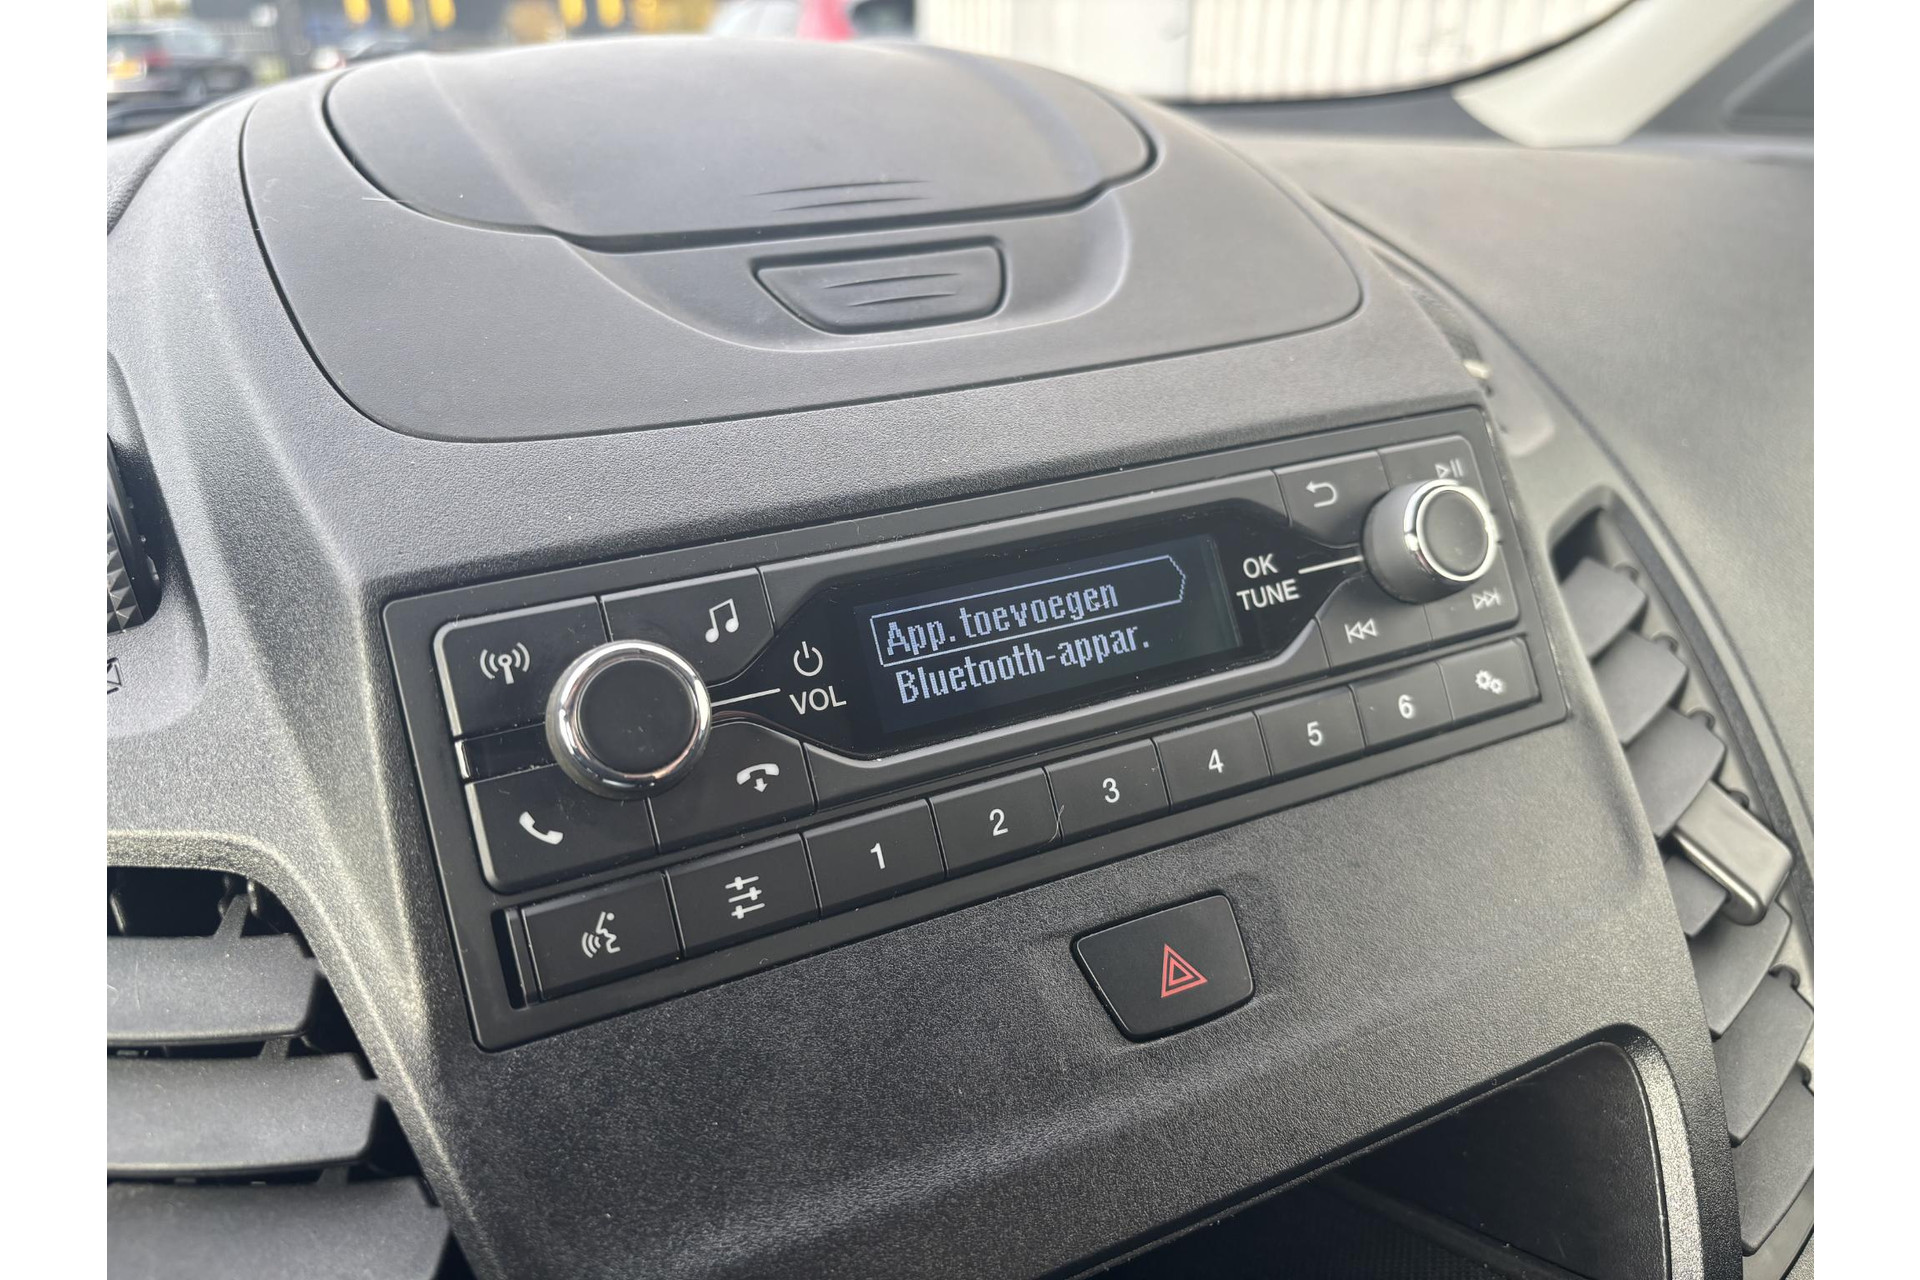 App. toevoegen
Bluetooth-appar.
VOL
OK
TUNE
1
2
3
4
5
6